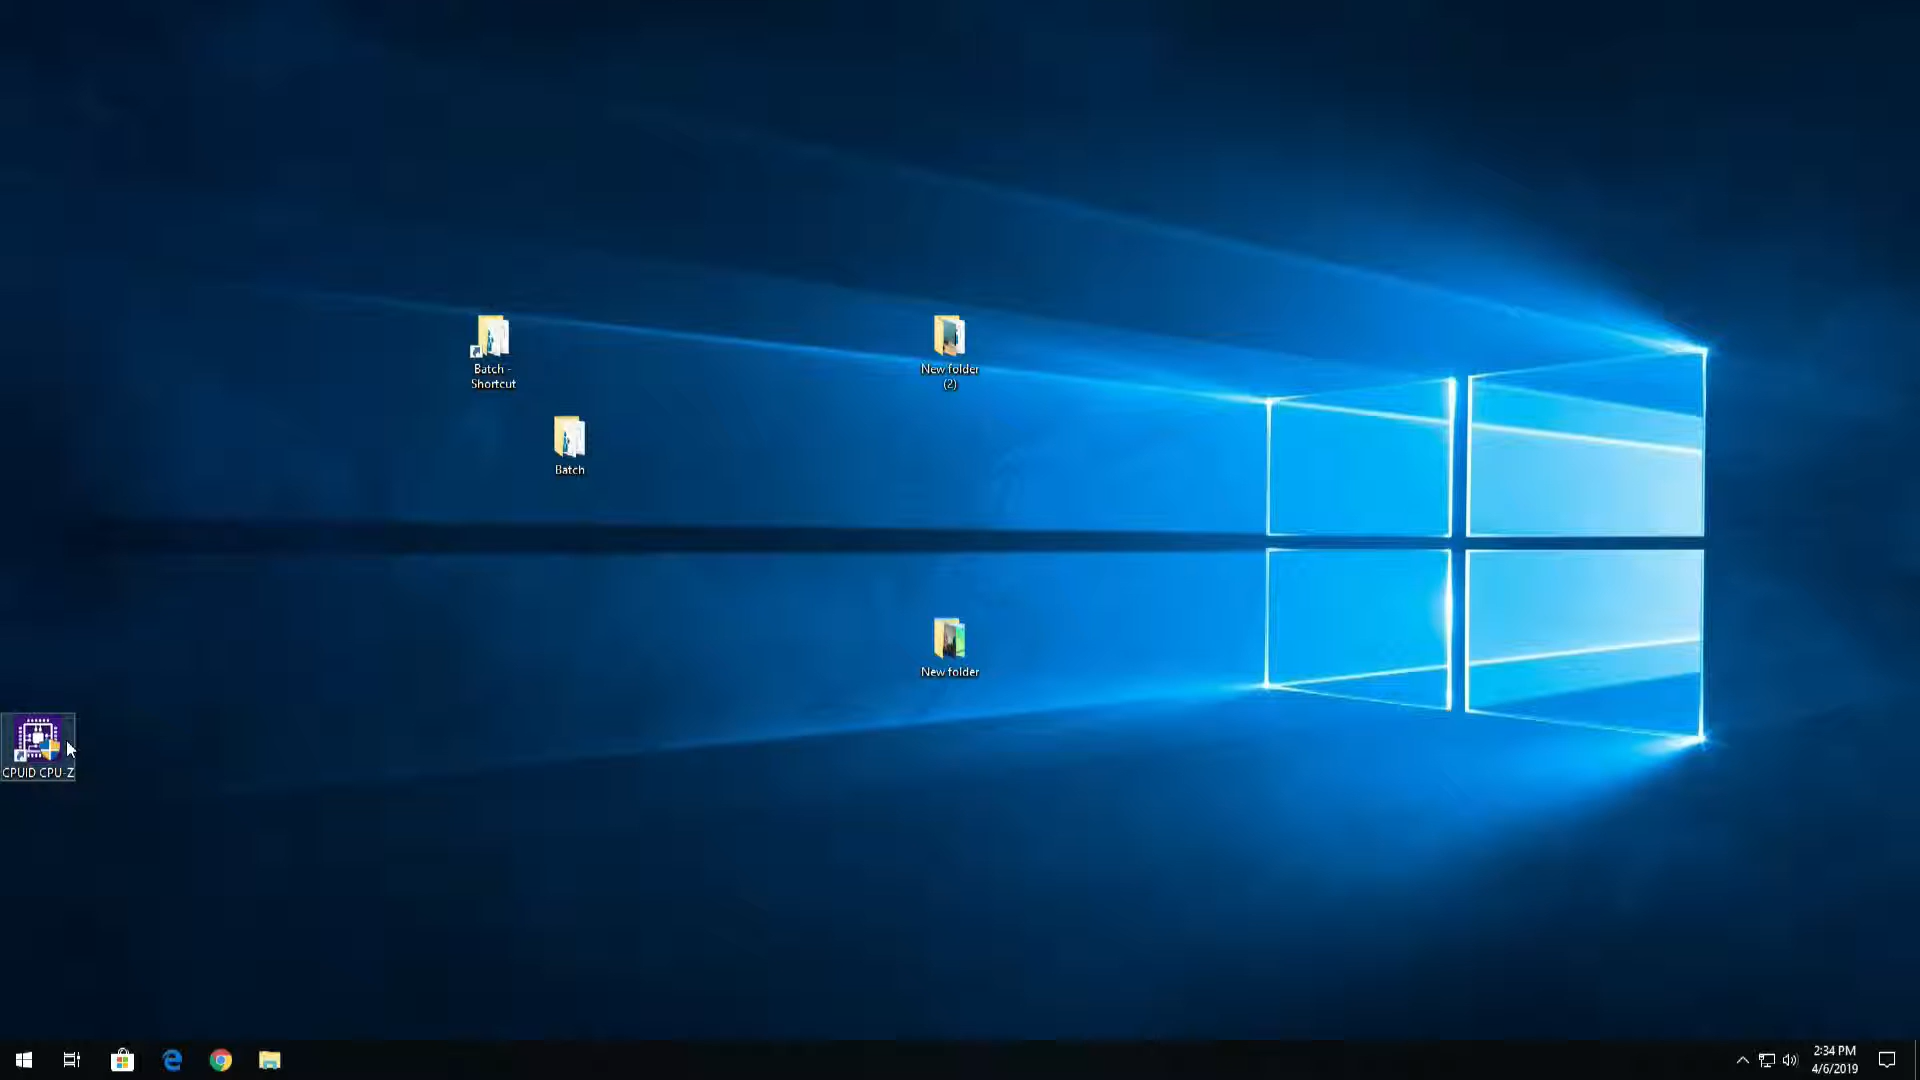 Batch -
Shortcut
New folder
(2)
Batch
New folder
CPUID CPU-Z
2:34 PM
4/6/2019